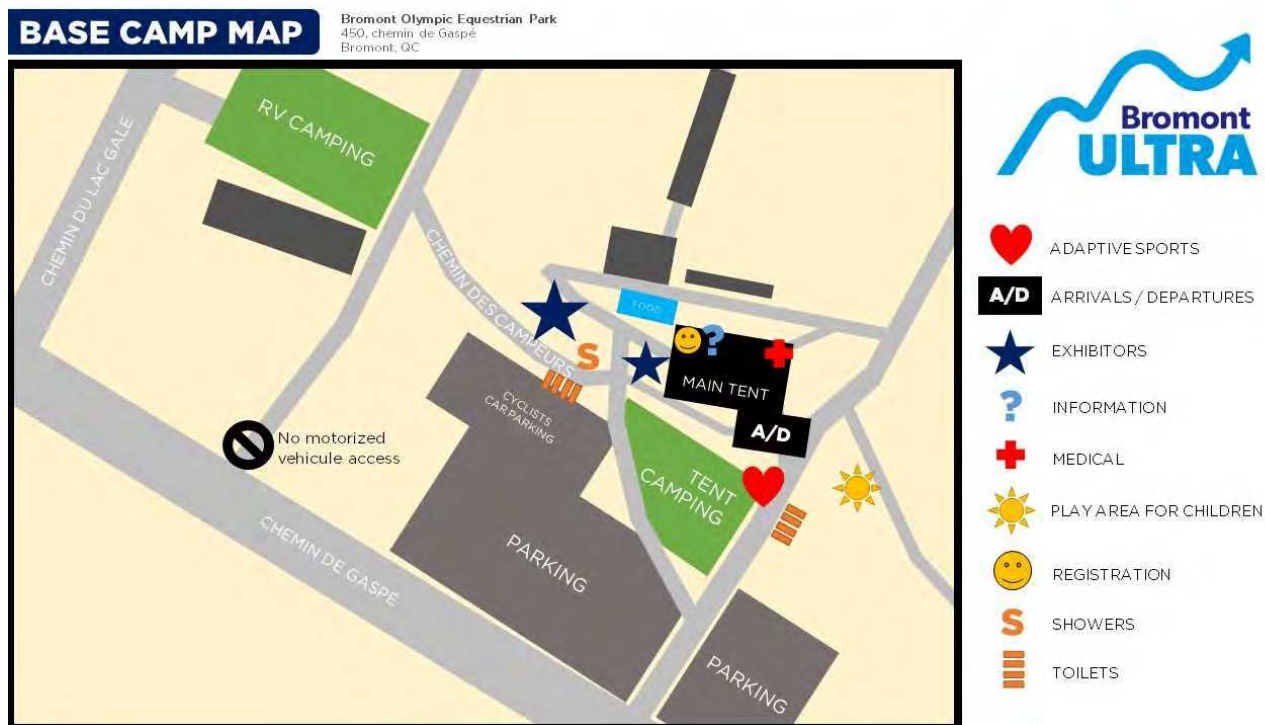 BASE CAMP MAP
Bromont Olympic Equestrian Park
450, chemin de Gaspé
Bromont, QC
RV CAMPING
CHEMIN DU LAC GALE
CHEMIN DES CAMPEURS
FOOD
S
?
MAIN TENT
A/D
CYCLISTS
CAR PARKING
No motorized
vehicule access
TENT
CAMPING
CHEMIN DE GASPÉ
PARKING
PARKING
Bromont
ULTRA
ADAPTIVE SPORTS
A/D ARRIVALS / DEPARTURES
EXHIBITORS
? INFORMATION
MEDICAL
PLAY AREA FOR CHILDREN
REGISTRATION
S SHOWERS
TOILETS